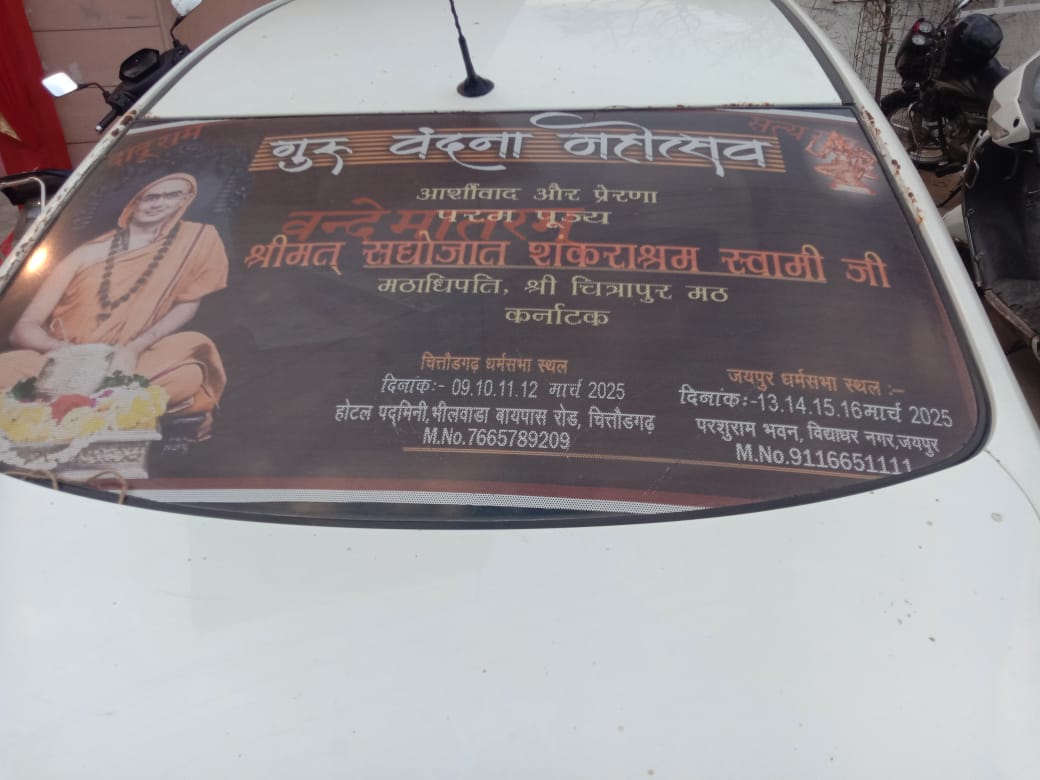 गुरू वंदना महोत्सव
आर्शीवाद और प्रेरणा
वन्दे मातरम
परम पूज्य
श्रीमत् सद्योजात शंकराश्रम स्वामी जी
मठाधिपति, श्री चित्रापुर मठ
कर्नाटक
चित्तौडगढ़ धर्मसभा स्थल
दिनांक:- 09.10.11.12 मार्च 2025
होटल पद्मिनी,भीलवाडा बायपास रोड, चित्तौडगढ़
M.No.7665789209
जयपुर धर्मसभा स्थल :-
दिनांक:-13.14.15.16मार्च 2025
परशुराम भवन, विद्याधर नगर,जयपुर
M.No.9116651111